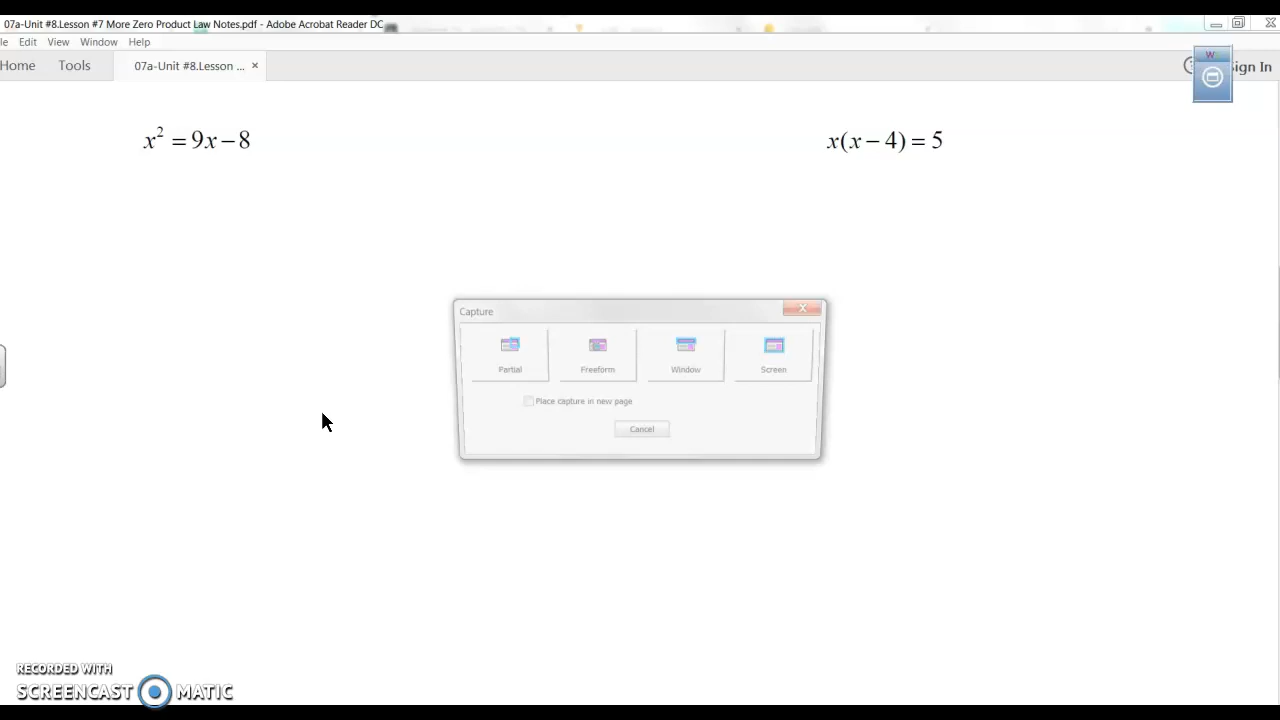 07a-Unit #8.Lesson #7 More Zero Product Law Notes.pdf - Adobe Acrobat Reader DC
le Edit View Window Help
Home Tools 07a-Unit #8.Lesson ... × W Sign In
x² = 9x − 8
x(x − 4) = 5
Capture
Partial Freeform Window Screen
Place capture in new page
Cancel
RECORDED WITH
SCREENCAST MATIC